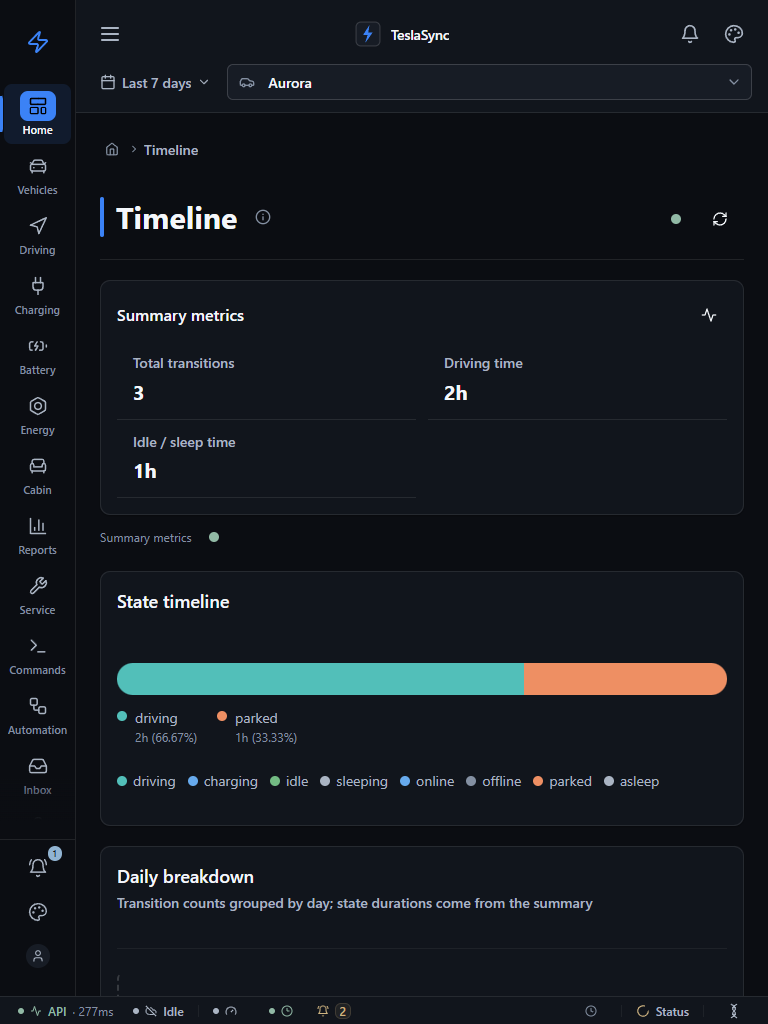 TeslaSync
Last 7 days
Aurora
Home
Vehicles
Driving
Charging
Battery
Energy
Cabin
Reports
Service
Commands
Automation
Inbox
1
Timeline
Timeline
Summary metrics
Total transitions
3
Driving time
2h
Idle / sleep time
1h
Summary metrics
State timeline
driving
2h (66.67%)
parked
1h (33.33%)
driving charging idle sleeping online offline parked asleep
Daily breakdown
Transition counts grouped by day; state durations come from the summary
API · 277ms Idle 2 Status